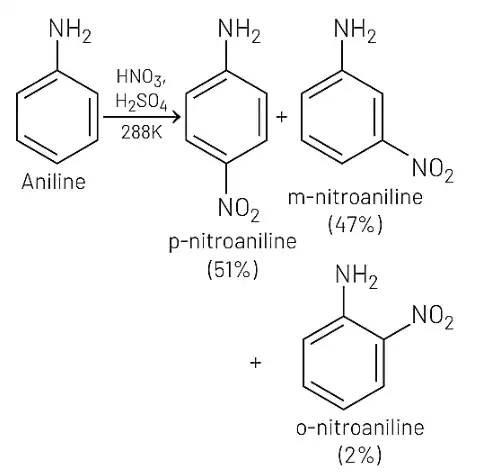 NH2
NH2
NH2
HNO3,
H2SO4
288K
+
Aniline
NO2
p-nitroaniline
(51%)
NO2
m-nitroaniline
(47%)
+
NH2
NO2
o-nitroaniline
(2%)